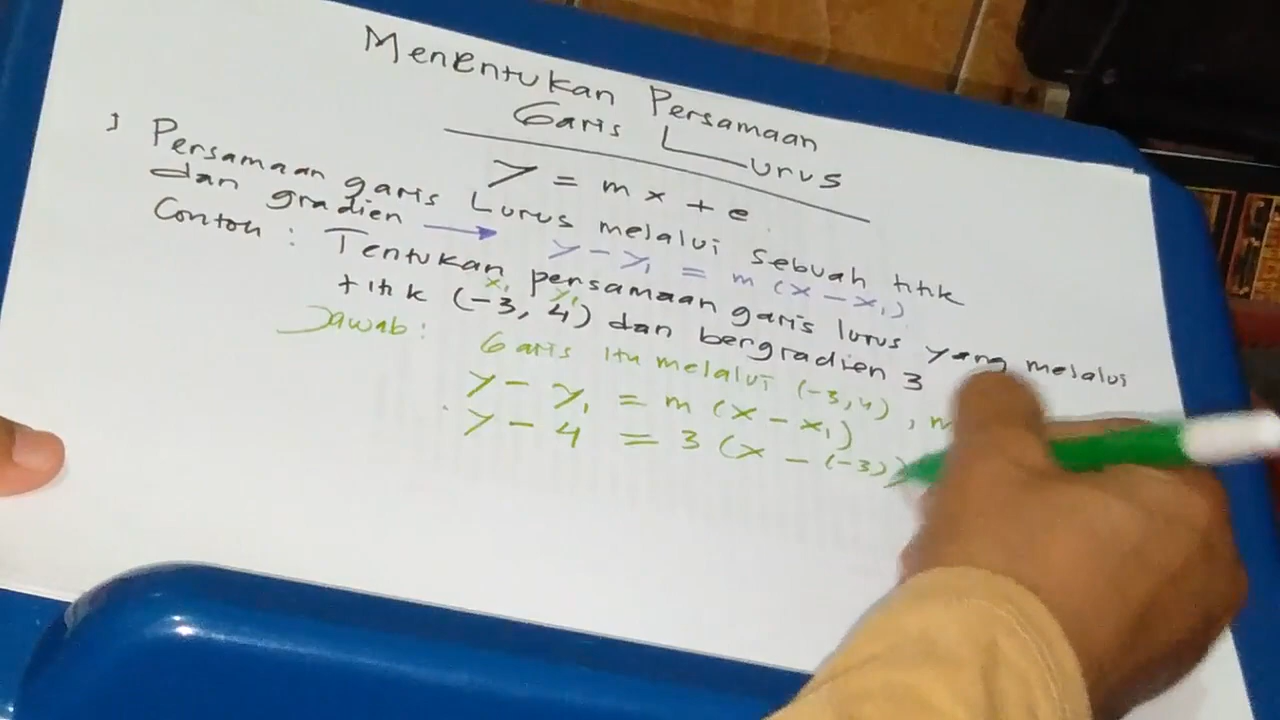 Menentukan Persamaan
Garis Lurus
y = mx + c
1 Persamaan garis Lurus melalui sebuah titik
dan gradien → y - y₁ = m(x - x₁)
Contoh : Tentukan persamaan garis lurus yang melalui
x₁ y₁
titik (-3, 4) dan bergradien 3
Jawab : Garis itu melalui (-3,4), m
y - y₁ = m (x - x₁)
y - 4 = 3 (x - (-3))